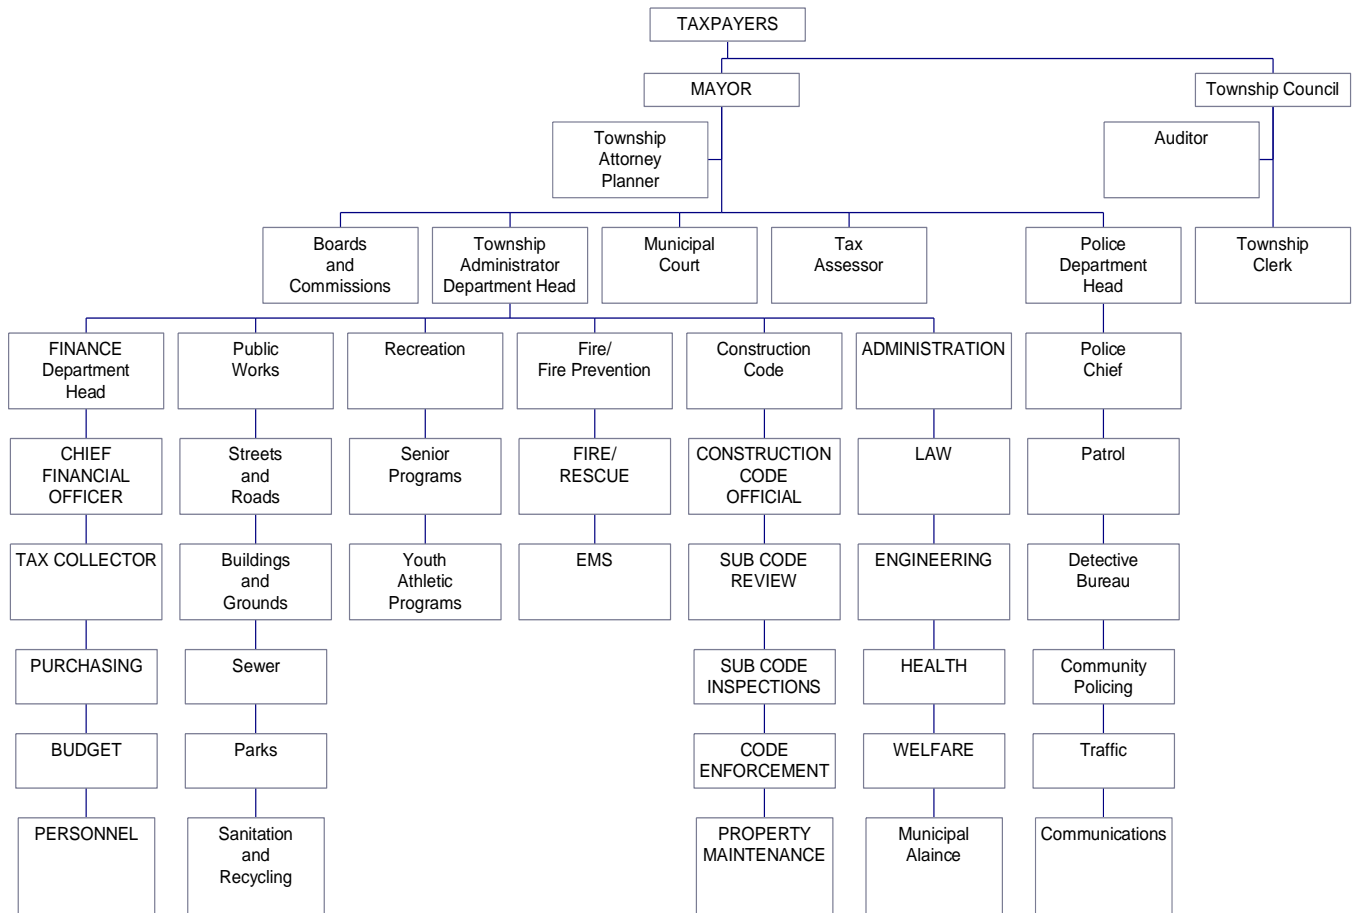 TAXPAYERS
MAYOR
Township Council
Township
Attorney
Planner
Auditor
Boards
and
Commissions
Township
Administrator
Department Head
Municipal
Court
Tax
Assessor
Police
Department
Head
Township
Clerk
FINANCE
Department
Head
Public
Works
Recreation
Fire/
Fire Prevention
Construction
Code
ADMINISTRATION
Police
Chief
CHIEF
FINANCIAL
OFFICER
Streets
and
Roads
Senior
Programs
FIRE/
RESCUE
CONSTRUCTION
CODE
OFFICIAL
LAW
Patrol
TAX COLLECTOR
Buildings
and
Grounds
Youth
Athletic
Programs
EMS
SUB CODE
REVIEW
ENGINEERING
Detective
Bureau
PURCHASING
Sewer
SUB CODE
INSPECTIONS
HEALTH
Community
Policing
BUDGET
Parks
CODE
ENFORCEMENT
WELFARE
Traffic
PERSONNEL
Sanitation
and
Recycling
PROPERTY
MAINTENANCE
Municipal
Alaince
Communications